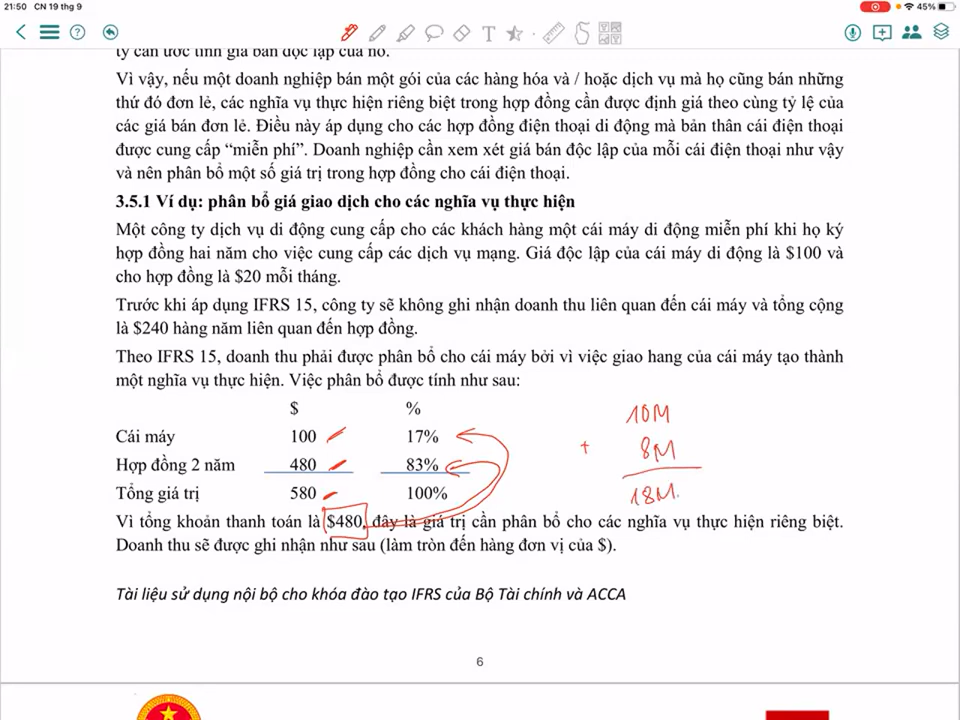 21:50 CN 19 thg 9
45%
ty cần ước tính giá bán độc lập của nó.
Vì vậy, nếu một doanh nghiệp bán một gói của các hàng hóa và / hoặc dịch vụ mà họ cũng bán những
thứ đó đơn lẻ, các nghĩa vụ thực hiện riêng biệt trong hợp đồng cần được định giá theo cùng tỷ lệ của
các giá bán đơn lẻ. Điều này áp dụng cho các hợp đồng điện thoại di động mà bản thân cái điện thoại
được cung cấp “miễn phí”. Doanh nghiệp cần xem xét giá bán độc lập của mỗi cái điện thoại như vậy
và nên phân bổ một số giá trị trong hợp đồng cho cái điện thoại.
3.5.1 Ví dụ: phân bổ giá giao dịch cho các nghĩa vụ thực hiện
Một công ty dịch vụ di động cung cấp cho các khách hàng một cái máy di động miễn phí khi họ ký
hợp đồng hai năm cho việc cung cấp các dịch vụ mạng. Giá độc lập của cái máy di động là $100 và
cho hợp đồng là $20 mỗi tháng.
Trước khi áp dụng IFRS 15, công ty sẽ không ghi nhận doanh thu liên quan đến cái máy và tổng cộng
là $240 hàng năm liên quan đến hợp đồng.
Theo IFRS 15, doanh thu phải được phân bổ cho cái máy bởi vì việc giao hang của cái máy tạo thành
một nghĩa vụ thực hiện. Việc phân bổ được tính như sau:
$ %
Cái máy 100 17%
Hợp đồng 2 năm 480 83%
Tổng giá trị 580 100%
10M
+ 8M
18M
Vì tổng khoản thanh toán là $480, đây là giá trị cần phân bổ cho các nghĩa vụ thực hiện riêng biệt.
Doanh thu sẽ được ghi nhận như sau (làm tròn đến hàng đơn vị của $).
Tài liệu sử dụng nội bộ cho khóa đào tạo IFRS của Bộ Tài chính và ACCA
6